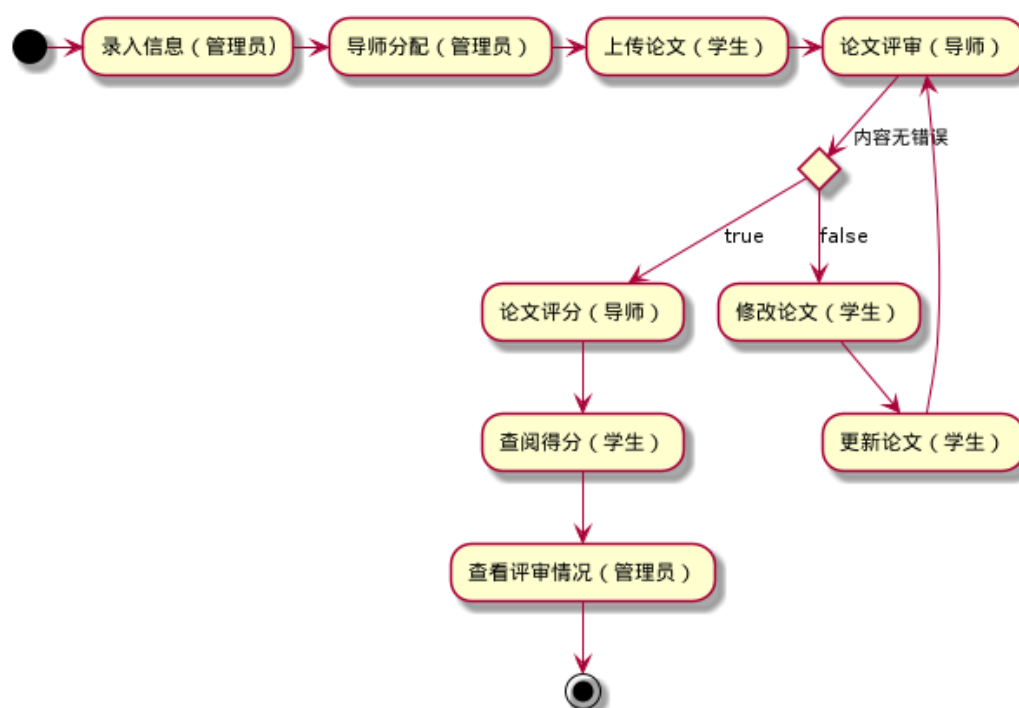 录入信息（管理员）
导师分配（管理员）
上传论文（学生）
论文评审（导师）
内容无错误
true
false
论文评分（导师）
修改论文（学生）
查阅得分（学生）
更新论文（学生）
查看评审情况（管理员）